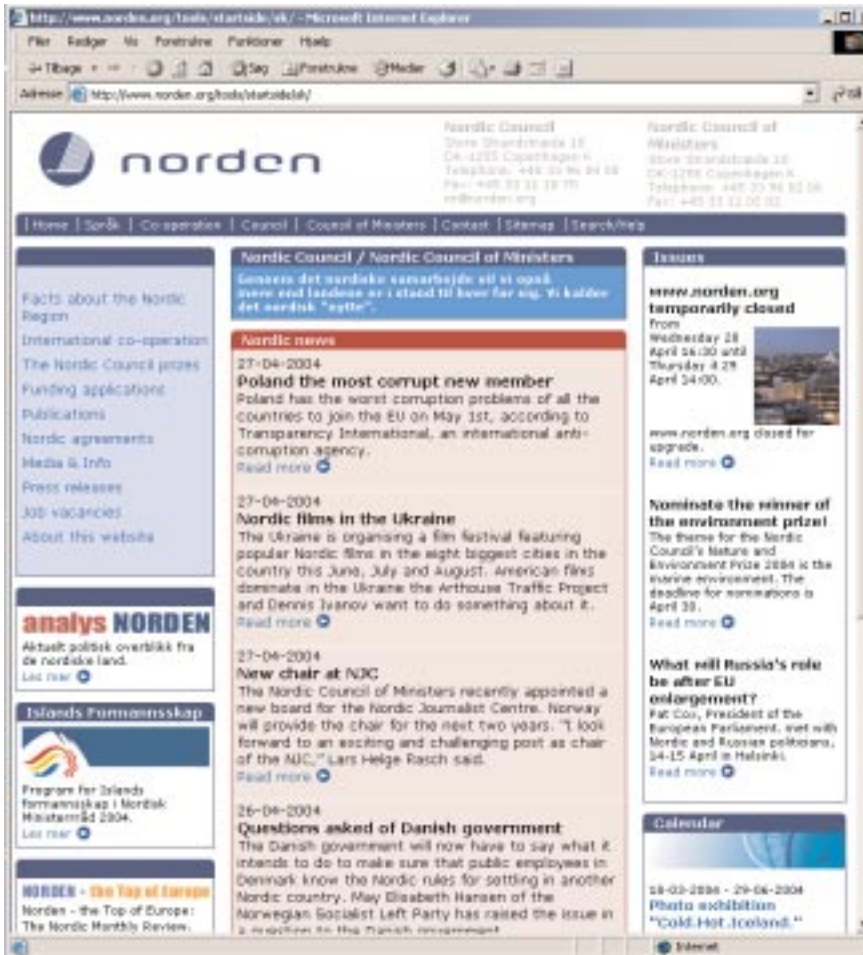 http://www.norden.org/tools/startside/uk/ - Microsoft Internet Explorer
Filer Rediger Vis Foretrukne Funktioner Hjælp
Tilbage Søg Foretrukne Medier
Adresse http://www.norden.org/tools/startside/uk/
norden
Nordic Council
Store Strandstræde 18
DK-1255 Copenhagen K
Nordic Council of
Ministers
Store Strandstræde 18
DK-1255 Copenhagen K
Home | Språk | Co-operation | Council | Council of Ministers | Contact | Sitemap | Search/Help
Facts about the Nordic
Region
International co-operation
The Nordic Council prizes
Funding applications
Publications
Nordic agreements
Media & Info
Press releases
Job vacancies
About this website
analys NORDEN
Aktuelt politisk overblikk fra
de nordiske land.
Les mer
Islands Formannsskap
Program for Islands
formannsskap i Nordisk
Ministerråd 2004.
Les mer
NORDEN - the Top of Europe
Norden - the Top of Europe:
The Nordic Monthly Review.
Nordic Council / Nordic Council of Ministers
Gennem det nordiske samarbejde vil vi opnå
mere end landene er i stand til hver for sig. Vi kalder
det nordisk "nytte".
Nordic news
27-04-2004
Poland the most corrupt new member
Poland has the worst corruption problems of all the
countries to join the EU on May 1st, according to
Transparency International, an international anti-
corruption agency.
Read more
27-04-2004
Nordic films in the Ukraine
The Ukraine is organising a film festival featuring
popular Nordic films in the eight biggest cities in the
country this June, July and August. American films
dominate in the Ukraine the Arthouse Traffic Project
and Dennis Ivanov want to do something about it.
Read more
27-04-2004
New chair at NJC
The Nordic Council of Ministers recently appointed a
new board for the Nordic Journalist Centre. Norway
will provide the chair for the next two years. "I look
forward to an exciting and challenging post as chair
of the NJC," Lars Helge Rasch said.
Read more
26-04-2004
Questions asked of Danish government
The Danish government will now have to say what it
intends to do to make sure that public employees in
Denmark know the Nordic rules for settling in another
Nordic country. May Elisabeth Hansen of the
Norwegian Socialist Left Party has raised the issue in
a question to the Danish government
Issues
www.norden.org
temporarily closed
From
Wednesday 28
April 16:30 until
Thursday 29
April 14:00.
www.norden.org closed for
upgrade.
Read more
Nominate the winner of
the environment prize!
The theme for the Nordic
Council's Nature and
Environment Prize 2004 is the
marine environment. The
deadline for nominations is
April 30.
Read more
What will Russia's role
be after EU
enlargement?
Pat Cox, President of the
European Parliament, met with
Nordic and Russian politicians,
14-15 April in Helsinki.
Read more
Calendar
18-03-2004 - 29-06-2004
Photo exhibition
"Cold.Hot.Iceland."
Internet